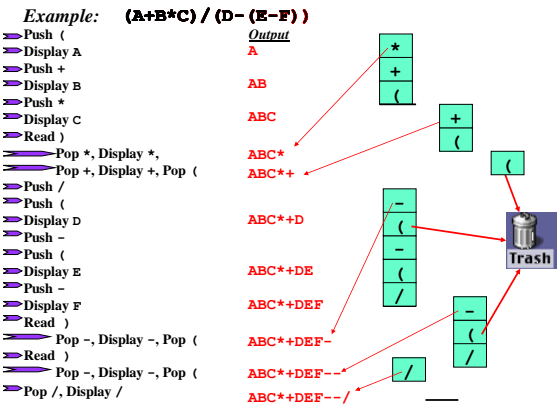 Example: (A+B*C)/(D-(E-F))
Push ( Output
Display A A
Push +
Display B AB
Push *
Display C ABC
Read )
Pop *, Display *, ABC*
Pop +, Display +, Pop ( ABC*+
Push /
Push (
Display D ABC*+D
Push -
Push (
Display E ABC*+DE
Push -
Display F ABC*+DEF
Read )
Pop -, Display -, Pop ( ABC*+DEF-
Read )
Pop -, Display -, Pop ( ABC*+DEF--
Pop /, Display / ABC*+DEF--/
*
+
(
+
(
(
-
(
-
(
/
Trash
-
(
/
/